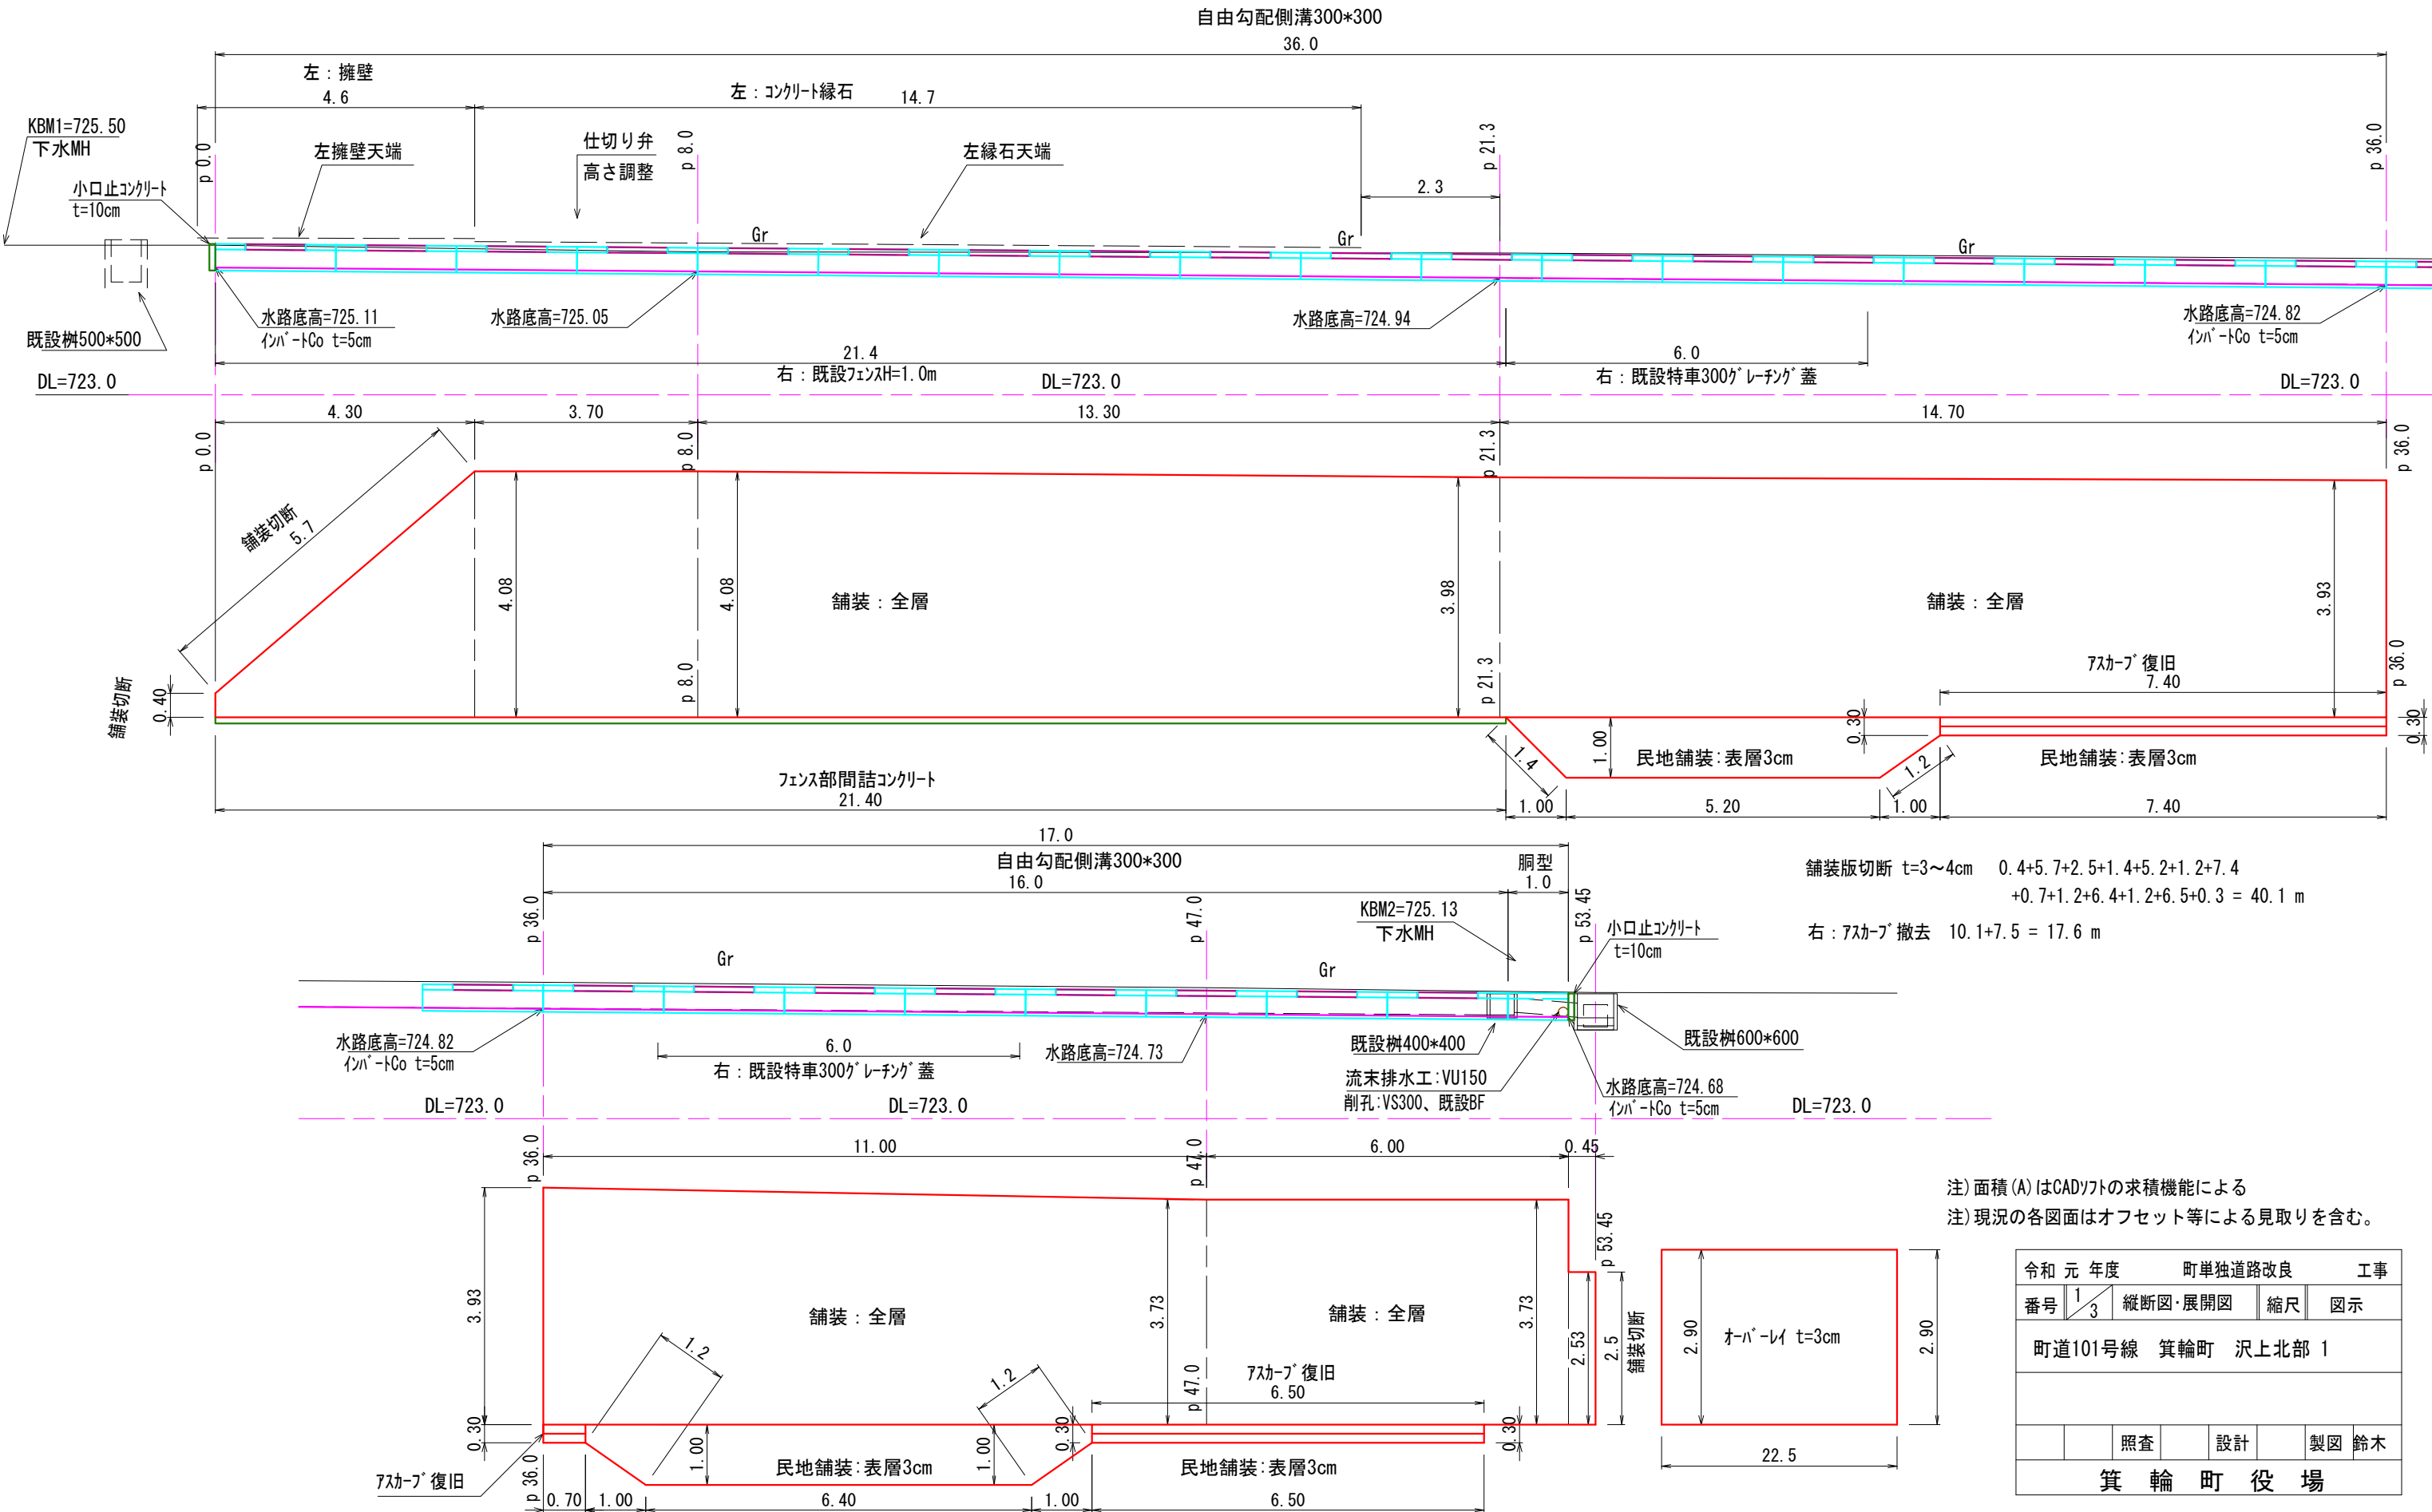 自由勾配側溝300*300
36.0
左：擁壁
4.6
左：ｺﾝｸﾘｰﾄ縁石
14.7
KBM1=725.50
下水MH
p 0.0
左擁壁天端
仕切り弁
高さ調整
p 8.0
左縁石天端
p 21.3
p 36.0
2.3
小口止ｺﾝｸﾘｰﾄ
t=10cm
Gr
Gr
Gr
既設桝500*500
水路底高=725.11
ｲﾝﾊﾞｰﾄCo t=5cm
水路底高=725.05
水路底高=724.94
水路底高=724.82
ｲﾝﾊﾞｰﾄCo t=5cm
21.4
右：既設ﾌｪﾝｽH=1.0m
6.0
右：既設特車300ｸﾞﾚｰﾁﾝｸﾞ蓋
DL=723.0
DL=723.0
DL=723.0
4.30
3.70
13.30
14.70
p 0.0
p 8.0
p 21.3
p 36.0
舗装切断
5.7
4.08
4.08
舗装：全層
3.98
舗装：全層
3.93
舗装切断
0.40
p 8.0
p 21.3
p 36.0
ｱｽｶｰﾌﾞ復旧
7.40
0.30
0.30
1.4
1.00
民地舗装:表層3cm
1.2
民地舗装:表層3cm
ﾌｪﾝｽ部間詰ｺﾝｸﾘｰﾄ
21.40
1.00
5.20
1.00
7.40
17.0
自由勾配側溝300*300
16.0
胴型
1.0
舗装版切断 t=3～4cm 0.4+5.7+2.5+1.4+5.2+1.2+7.4
+0.7+1.2+6.4+1.2+6.5+0.3 = 40.1 m
右：ｱｽｶｰﾌﾞ撤去 10.1+7.5 = 17.6 m
p 36.0
p 47.0
KBM2=725.13
下水MH
p 53.45
小口止ｺﾝｸﾘｰﾄ
t=10cm
Gr
Gr
水路底高=724.82
ｲﾝﾊﾞｰﾄCo t=5cm
6.0
右：既設特車300ｸﾞﾚｰﾁﾝｸﾞ蓋
水路底高=724.73
既設桝400*400
既設桝600*600
流末排水工:VU150
削孔:VS300、既設BF
水路底高=724.68
ｲﾝﾊﾞｰﾄCo t=5cm
DL=723.0
DL=723.0
DL=723.0
p 36.0
11.00
p 47.0
6.00
0.45
p 53.45
3.93
舗装：全層
3.73
舗装：全層
3.73
2.53
2.5
舗装切断
1.2
1.2
p 47.0
ｱｽｶｰﾌﾞ復旧
6.50
0.30
1.00
1.00
0.30
0.30
民地舗装:表層3cm
民地舗装:表層3cm
ｱｽｶｰﾌﾞ復旧
p 36.0
0.70
1.00
6.40
1.00
6.50
2.90
ｵｰﾊﾞｰﾚｲ t=3cm
2.90
22.5
注)面積(A)はCADｿﾌﾄの求積機能による
注)現況の各図面はオフセット等による見取りを含む。
令和 元 年度 町単独道路改良 工事
番号 1/3 縦断図･展開図 縮尺 図示
町道101号線 箕輪町 沢上北部 1
照査 設計 製図 鈴木
箕輪町役場